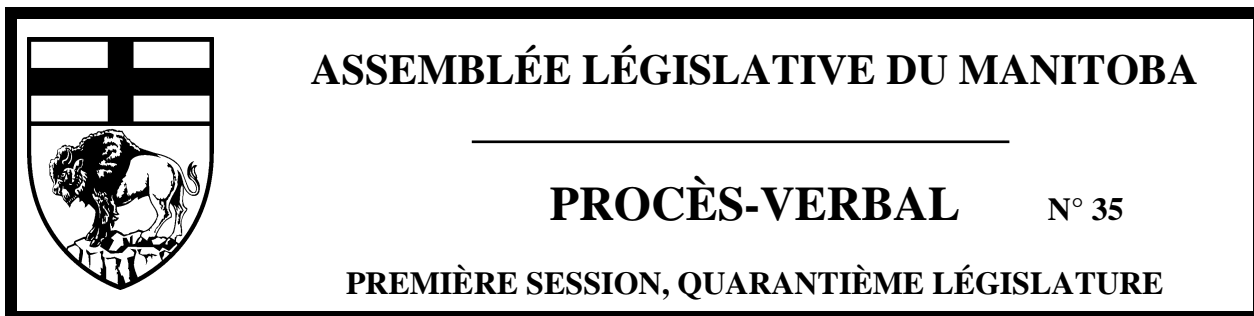 ASSEMBLÉE LÉGISLATIVE DU MANITOBA
PROCÈS-VERBAL N° 35
PREMIÈRE SESSION, QUARANTIÈME LÉGISLATURE